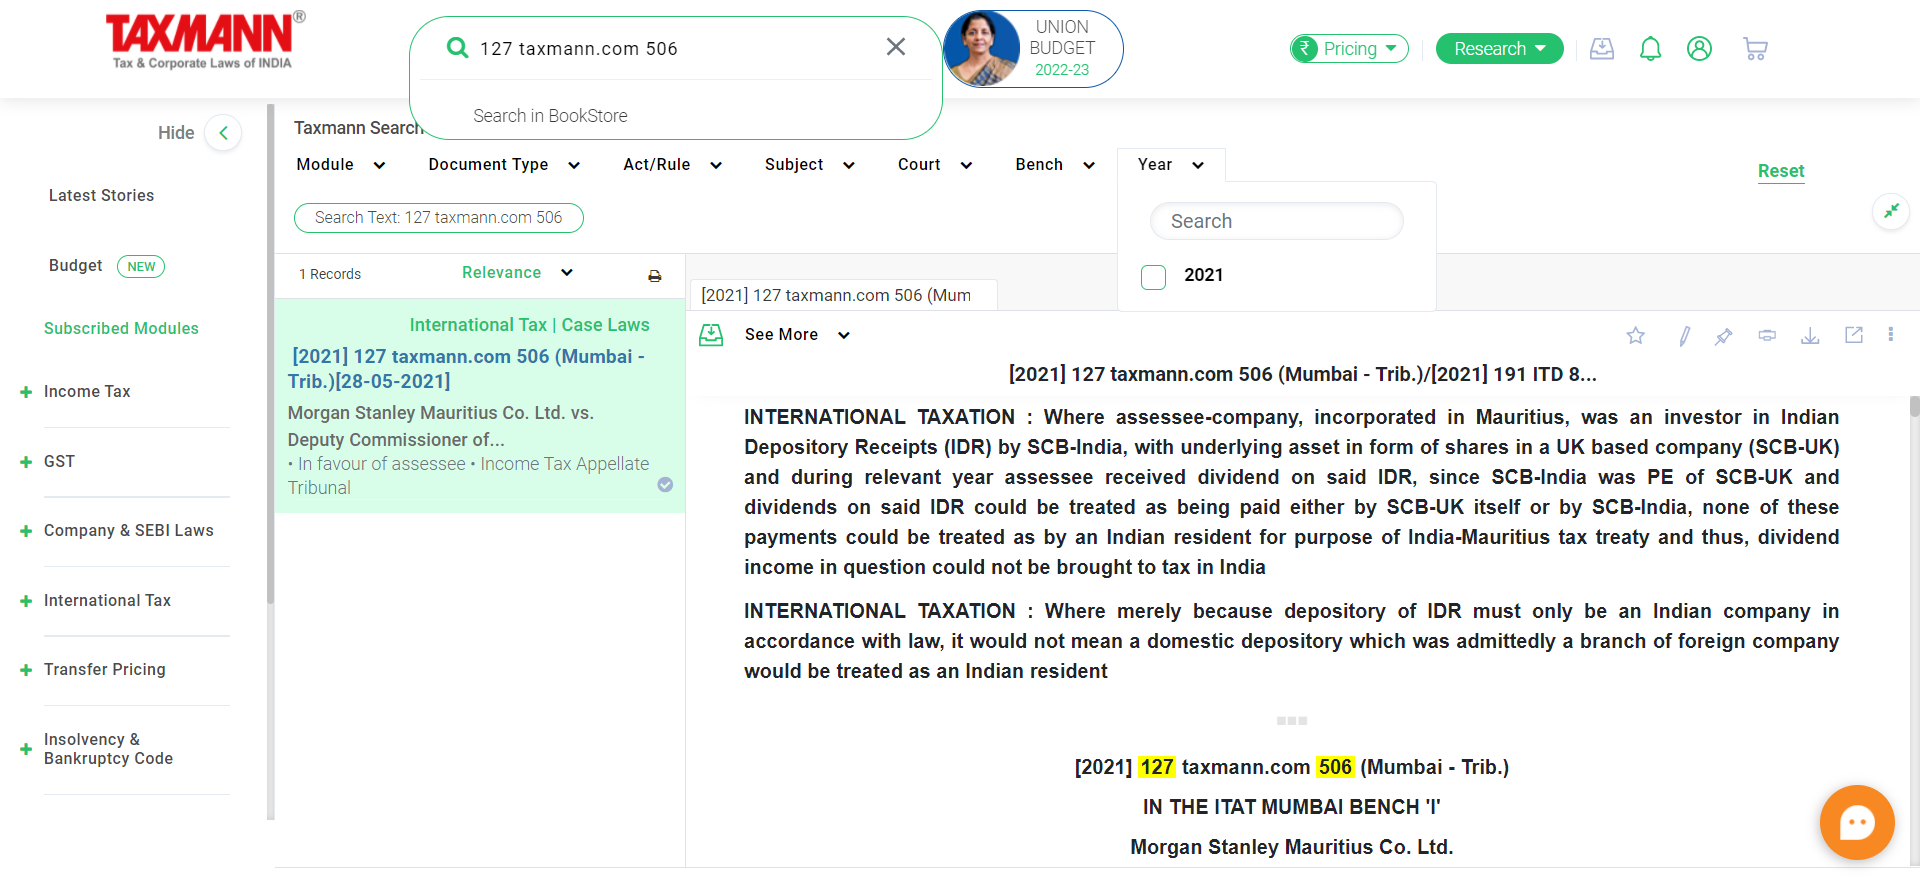 TAXMANN®
Tax & Corporate Laws of INDIA
127 taxmann.com 506
Search in BookStore
UNION
BUDGET
2022-23
₹ Pricing
Research
Hide
Latest Stories
Budget NEW
Subscribed Modules
Income Tax
GST
Company & SEBI Laws
International Tax
Transfer Pricing
Insolvency &
Bankruptcy Code
Taxmann Search
Module Document Type Act/Rule Subject Court Bench Year
Reset
Search Text: 127 taxmann.com 506
Search
2021
1 Records Relevance
International Tax | Case Laws
[2021] 127 taxmann.com 506 (Mumbai -
Trib.)[28-05-2021]
Morgan Stanley Mauritius Co. Ltd. vs.
Deputy Commissioner of...
• In favour of assessee • Income Tax Appellate
Tribunal
[2021] 127 taxmann.com 506 (Mum
See More
[2021] 127 taxmann.com 506 (Mumbai - Trib.)/[2021] 191 ITD 8...
INTERNATIONAL TAXATION : Where assessee-company, incorporated in Mauritius, was an investor in Indian
Depository Receipts (IDR) by SCB-India, with underlying asset in form of shares in a UK based company (SCB-UK)
and during relevant year assessee received dividend on said IDR, since SCB-India was PE of SCB-UK and
dividends on said IDR could be treated as being paid either by SCB-UK itself or by SCB-India, none of these
payments could be treated as by an Indian resident for purpose of India-Mauritius tax treaty and thus, dividend
income in question could not be brought to tax in India
INTERNATIONAL TAXATION : Where merely because depository of IDR must only be an Indian company in
accordance with law, it would not mean a domestic depository which was admittedly a branch of foreign company
would be treated as an Indian resident
[2021] 127 taxmann.com 506 (Mumbai - Trib.)
IN THE ITAT MUMBAI BENCH 'I'
Morgan Stanley Mauritius Co. Ltd.